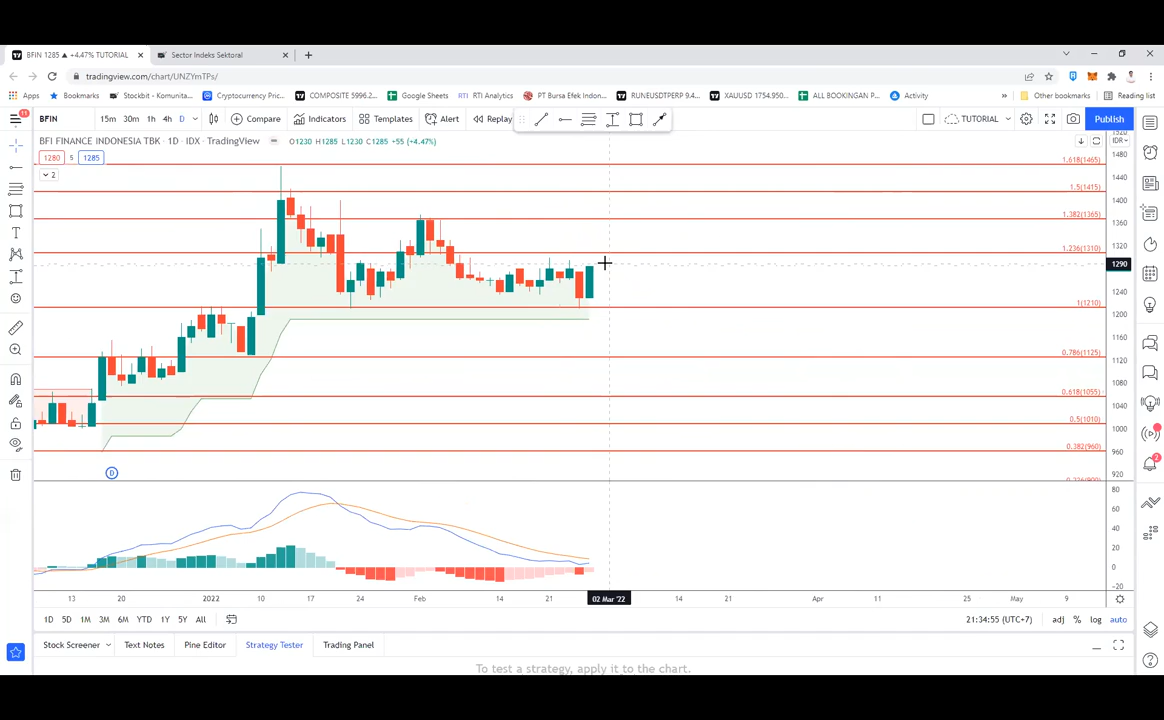 BFIN 1285 ▲ +4.47% TUTORIAL
Sector Indeks Sektoral
tradingview.com/chart/UNZYmTPs/
Apps Bookmarks Stockbit - Komunita... Cryptocurrency Pric... COMPOSITE 5996.2... Google Sheets RTI Analytics PT Bursa Efek Indon... RUNEUSDTPERP 9.4... XAUUSD 1754.950... ALL BOOKINGAN P... Activity » Other bookmarks Reading list
11 BFIN 15m 30m 1h 4h D Compare Indicators Templates Alert Replay TUTORIAL Publish
BFI FINANCE INDONESIA TBK · 1D · IDX · TradingView O1230 H1285 L1230 C1285 +55 (+4.47%)
1280 5 1285
2
IDR
1.618(1465)
1.5(1415)
1.382(1365)
1.236(1310)
1(1210)
0.786(1125)
0.618(1055)
0.5(1010)
0.382(960)
1480
1440
1400
1360
1320
1290
1240
1200
1160
1120
1080
1040
1000
960
920
D
80
60
40
20
0
−20
2
13 20 2022 10 17 24 Feb 14 21 02 Mar '22 14 21 Apr 11 25 May 9
1D 5D 1M 3M 6M YTD 1Y 5Y All 21:34:55 (UTC+7) adj % log auto
Stock Screener Text Notes Pine Editor Strategy Tester Trading Panel
To test a strategy, apply it to the chart.